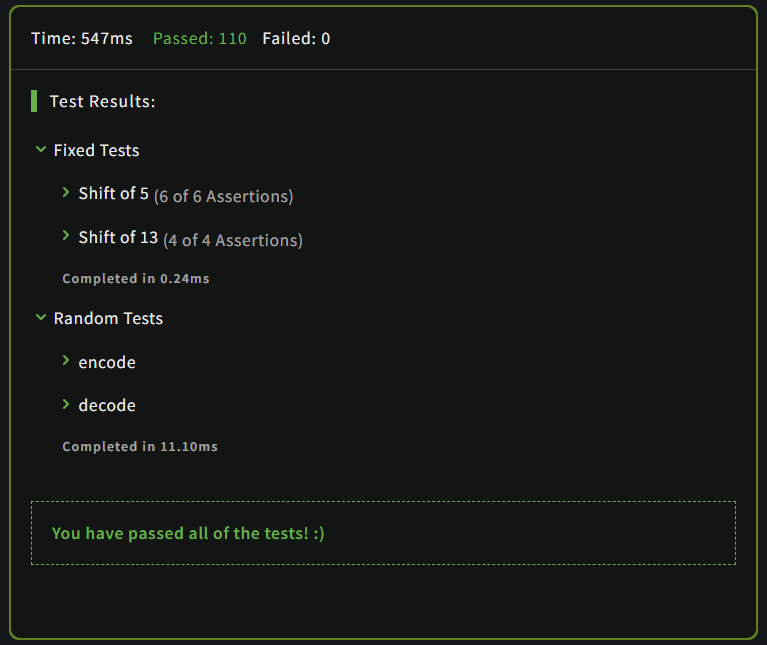 Time: 547ms Passed: 110 Failed: 0
Test Results:
Fixed Tests
Shift of 5 (6 of 6 Assertions)
Shift of 13 (4 of 4 Assertions)
Completed in 0.24ms
Random Tests
encode
decode
Completed in 11.10ms
You have passed all of the tests! :)